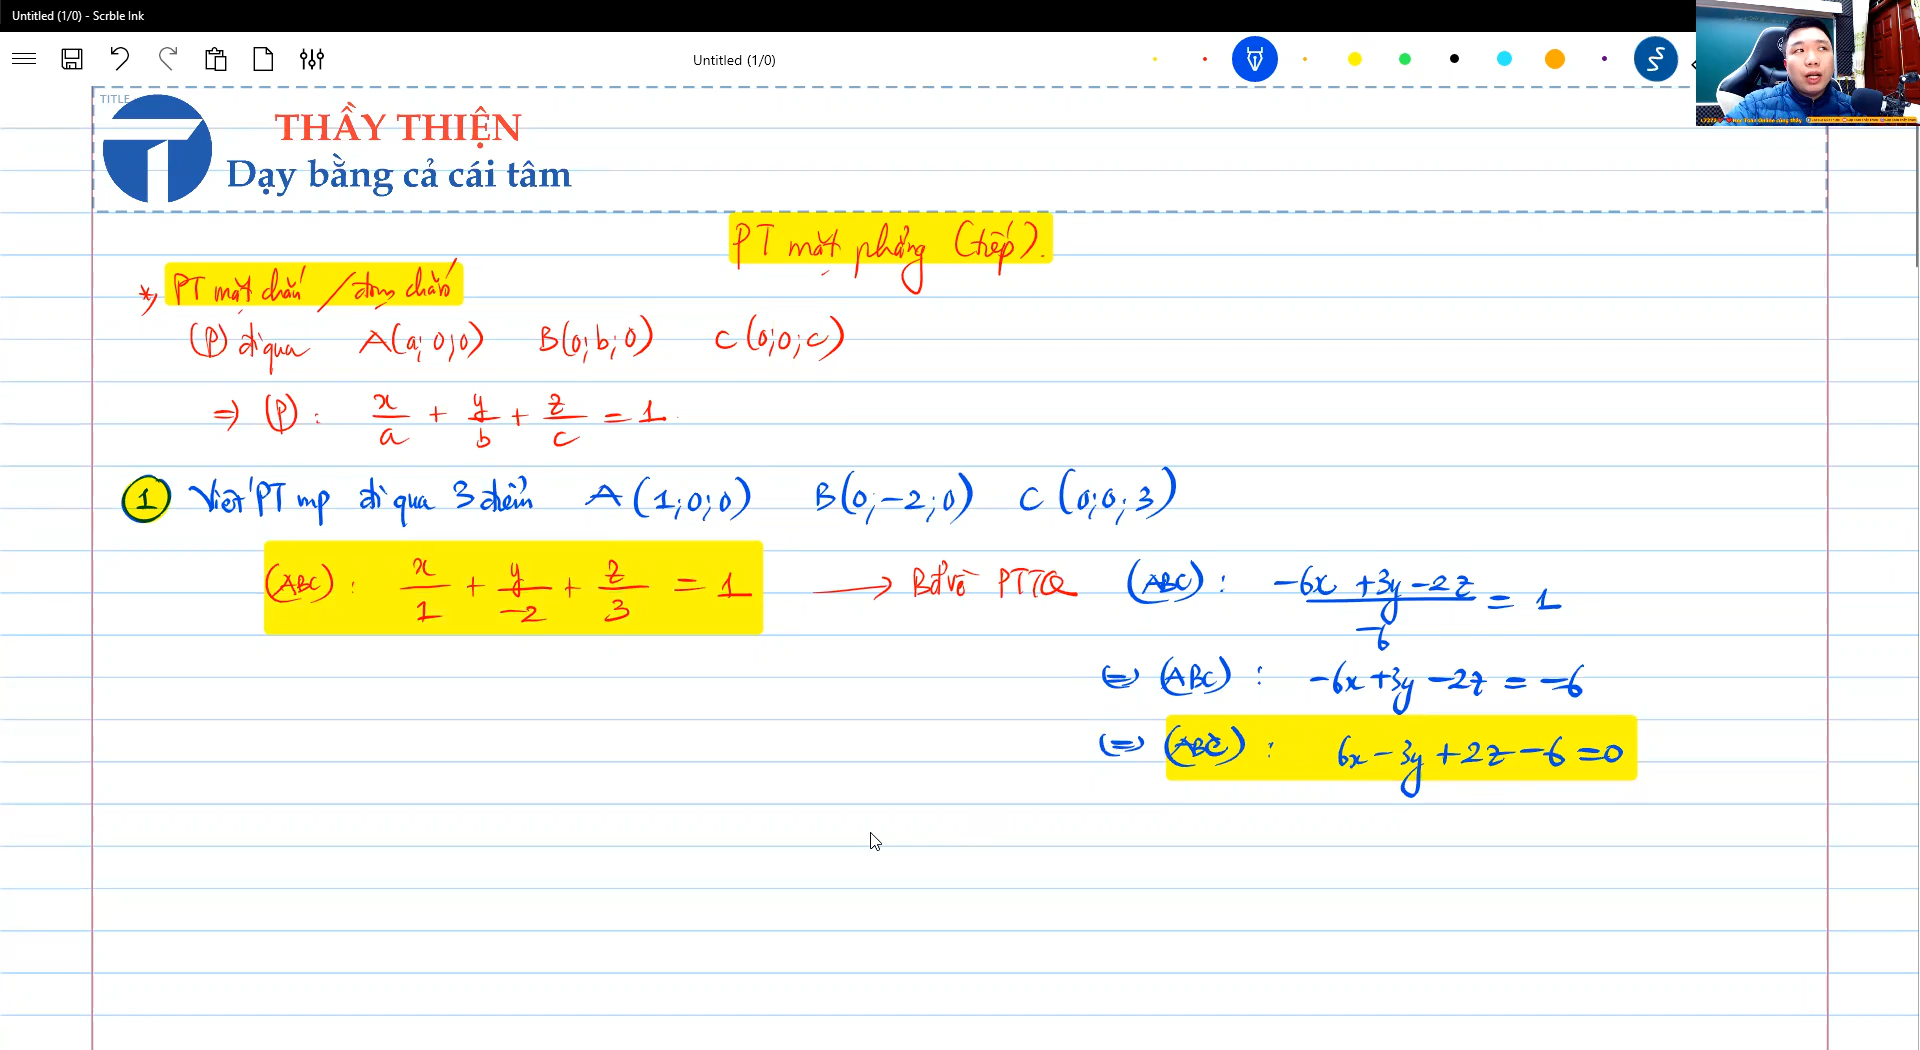 Untitled (1/0) - Scrble Ink
Untitled (1/0)
TITLE
THẦY THIỆN
Dạy bằng cả cái tâm
PT mặt phẳng (tiếp).
*, PT mặt chắn / đoạn chắn
(P) đi qua A(a; 0; 0) B(0; b; 0) C(0; 0; c)
=> (P): x/a + y/b + z/c = 1
1 Viết PT mp đi qua 3 điểm A(1; 0; 0) B(0; -2; 0) C(0; 0; 3)
(ABC): x/1 + y/-2 + z/3 = 1 → Đưa về PTTQ (ABC): (-6x + 3y - 2z)/-6 = 1
<=> (ABC): -6x + 3y - 2z = -6
<=> (ABC): 6x - 3y + 2z - 6 = 0